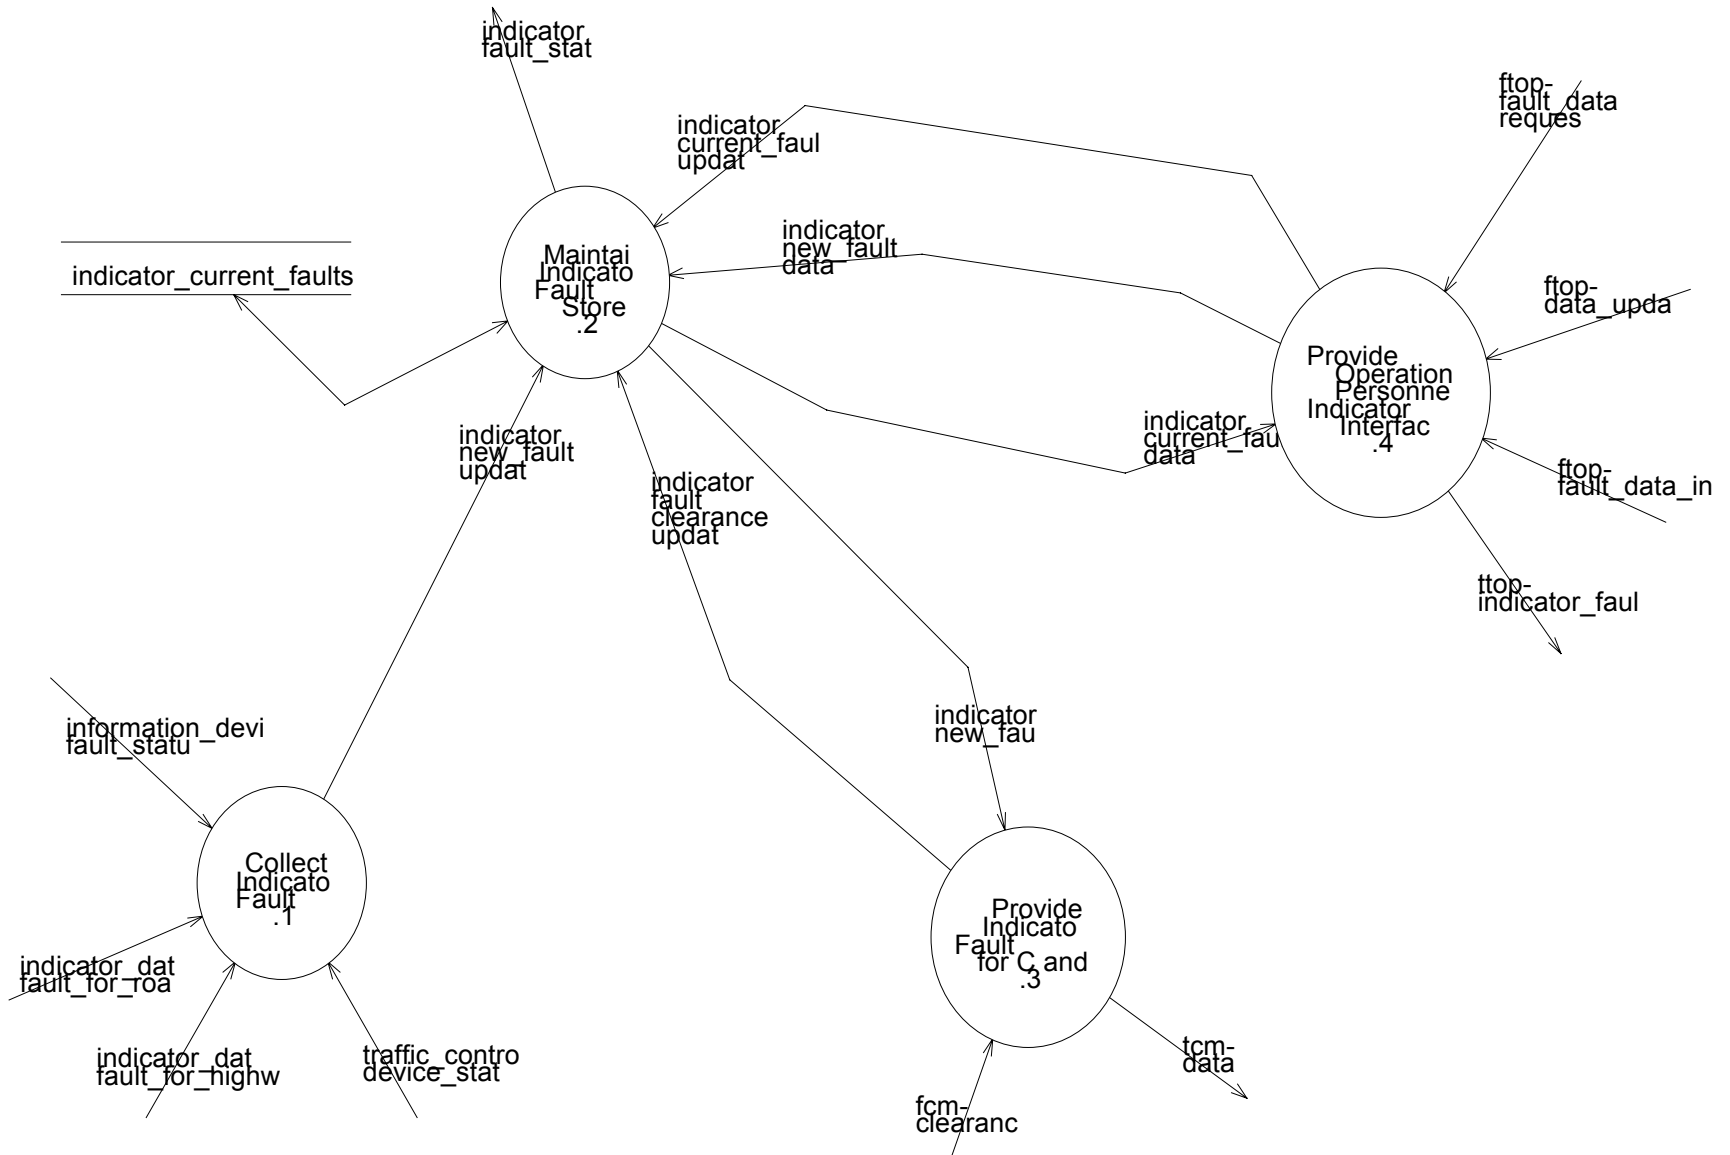 indicator
fault_stat
indicator
current_faul
updat
ftop-
fault_data
reques
indicator
new_fault
data
indicator_current_faults
Maintai
Indicato
Fault
Store
.2
ftop-
data_upda
Provide
Operation
Personne
Indicator
Interfac
.4
indicator
current_fau
data
indicator
new_fault
updat
indicator
fault
clearance
updat
ftop-
fault_data_in
ttop-
indicator_faul
information_devi
fault_statu
indicator
new_fau
Collect
Indicato
Fault
.1
Provide
Indicato
Fault
for C and
.3
indicator_dat
fault_for_roa
indicator_dat
fault_for_highw
traffic_contro
device_stat
tcm-
data
fcm-
clearanc